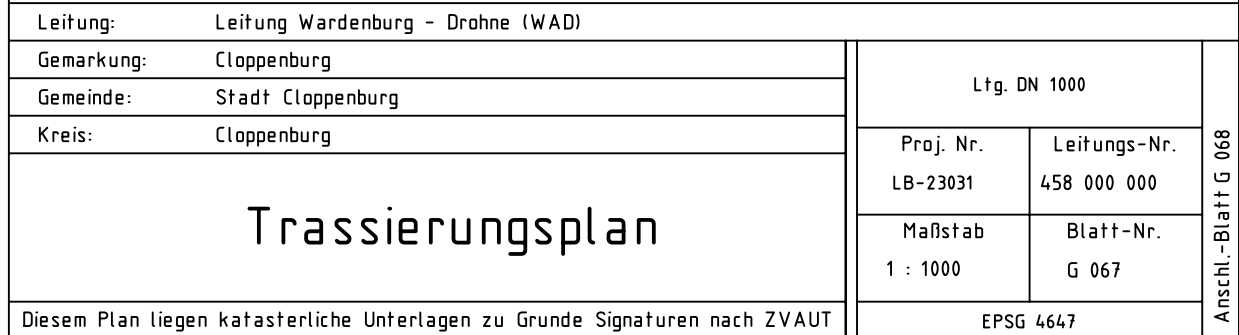 Leitung: Leitung Wardenburg - Drohne (WAD)
Gemarkung: Cloppenburg
Gemeinde: Stadt Cloppenburg
Kreis: Cloppenburg
Trassierungsplan
Diesem Plan liegen katasterliche Unterlagen zu Grunde Signaturen nach ZVAUT
Ltg. DN 1000
Proj. Nr. Leitungs-Nr.
LB-23031 458 000 000
Maßstab Blatt-Nr.
1 : 1000 G 067
EPSG 4647
Anschl.-Blatt G 068